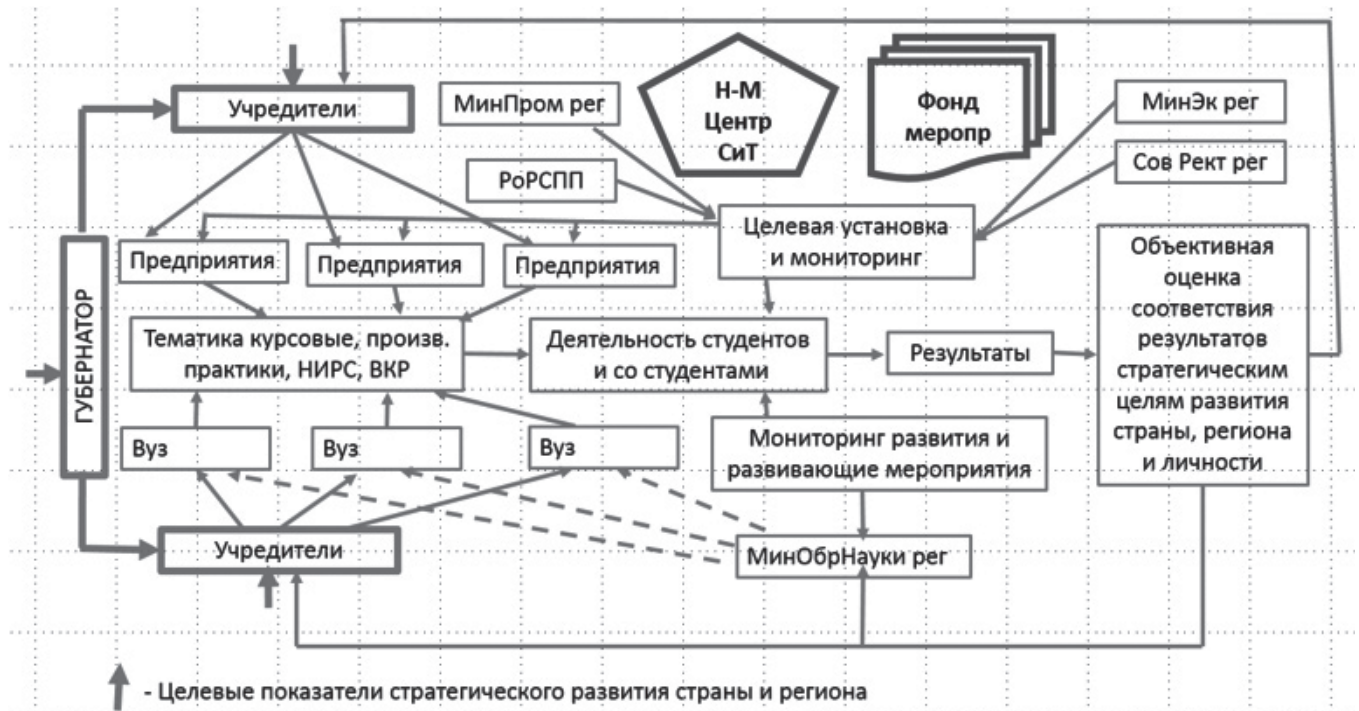 Учредители
МинПром рег
Н-М
Центр
СиТ
Фонд
меропр
МинЭк рег
Сов Рект рег
РоРСПП
Целевая установка
и мониторинг
Предприятия
Предприятия
Предприятия
ГУБЕРНАТОР
Тематика курсовые, произв.
практики, НИРС, ВКР
Деятельность студентов
и со студентами
Результаты
Объективная
оценка
соответствия
результатов
стратегическим
целям развития
страны, региона
и личности
Вуз
Вуз
Вуз
Мониторинг развития и
развивающие мероприятия
Учредители
МинОбрНауки рег
- Целевые показатели стратегического развития страны и региона